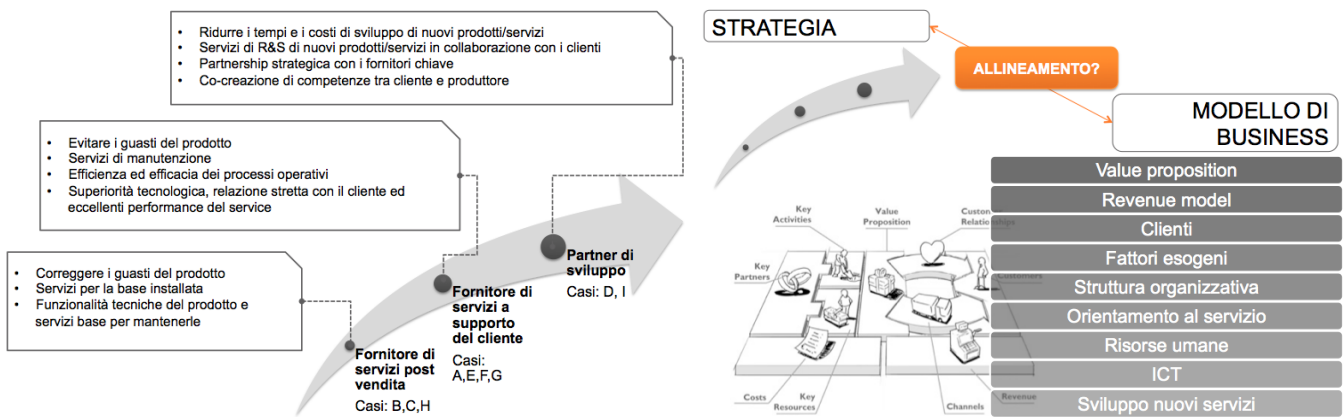 • Ridurre i tempi e i costi di sviluppo di nuovi prodotti/servizi
• Servizi di R&S di nuovi prodotti/servizi in collaborazione con i clienti
• Partnership strategica con i fornitori chiave
• Co-creazione di competenze tra cliente e produttore
• Evitare i guasti del prodotto
• Servizi di manutenzione
• Efficienza ed efficacia dei processi operativi
• Superiorità tecnologica, relazione stretta con il cliente ed
eccellenti performance del service
• Correggere i guasti del prodotto
• Servizi per la base installata
• Funzionalità tecniche del prodotto e
servizi base per mantenerle
Fornitore di
servizi post
vendita
Casi: B,C,H
Fornitore di
servizi a
supporto
del cliente
Casi:
A,E,F,G
Partner di
sviluppo
Casi: D, I
STRATEGIA
ALLINEAMENTO?
MODELLO DI
BUSINESS
Value proposition
Revenue model
Clienti
Fattori esogeni
Struttura organizzativa
Orientamento al servizio
Risorse umane
ICT
Sviluppo nuovi servizi
Key
Activities
Value
Proposition
Key
Partners
Costs
Key
Resources
Channels
Revenue